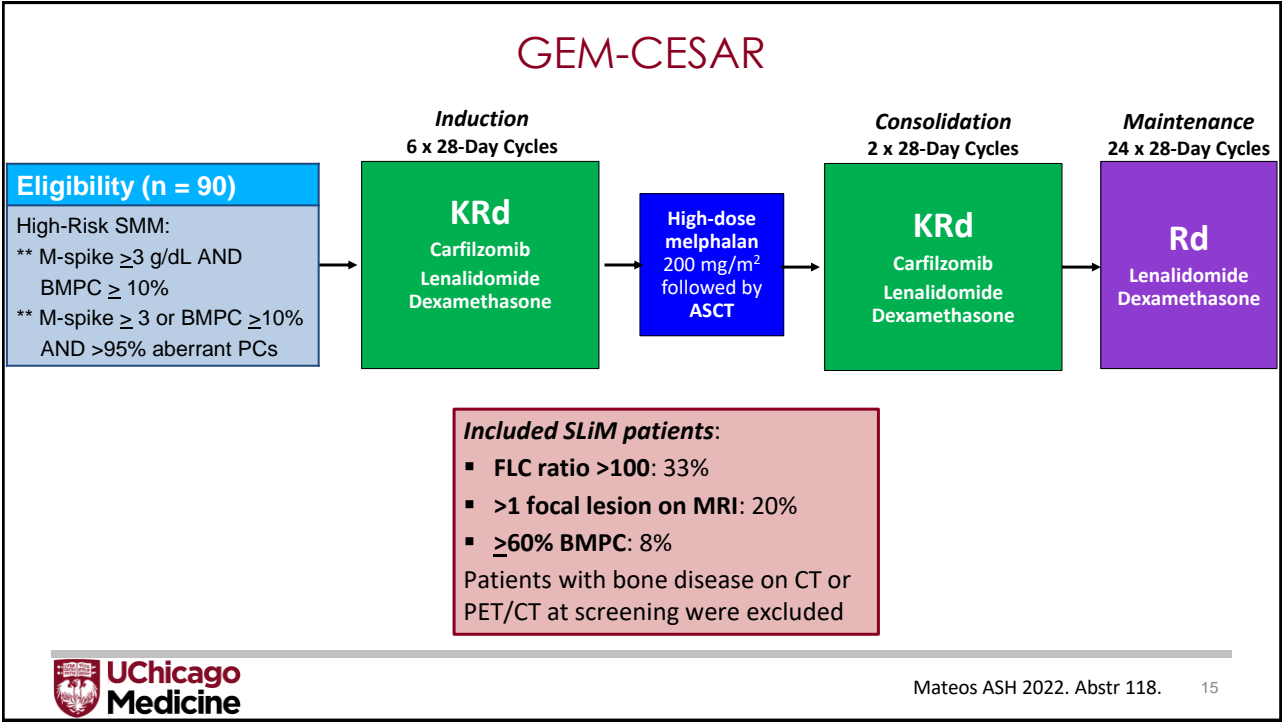 GEM-CESAR
Induction
6 x 28-Day Cycles
Consolidation
2 x 28-Day Cycles
Maintenance
24 x 28-Day Cycles
Eligibility (n = 90)
High-Risk SMM:
** M-spike ≥3 g/dL AND
BMPC ≥ 10%
** M-spike ≥ 3 or BMPC ≥10%
AND >95% aberrant PCs
KRd
Carfilzomib
Lenalidomide
Dexamethasone
High-dose
melphalan
200 mg/m²
followed by
ASCT
KRd
Carfilzomib
Lenalidomide
Dexamethasone
Rd
Lenalidomide
Dexamethasone
Included SLiM patients:
▪ FLC ratio >100: 33%
▪ >1 focal lesion on MRI: 20%
▪ ≥60% BMPC: 8%
Patients with bone disease on CT or
PET/CT at screening were excluded
UChicago
Medicine
Mateos ASH 2022. Abstr 118.
15